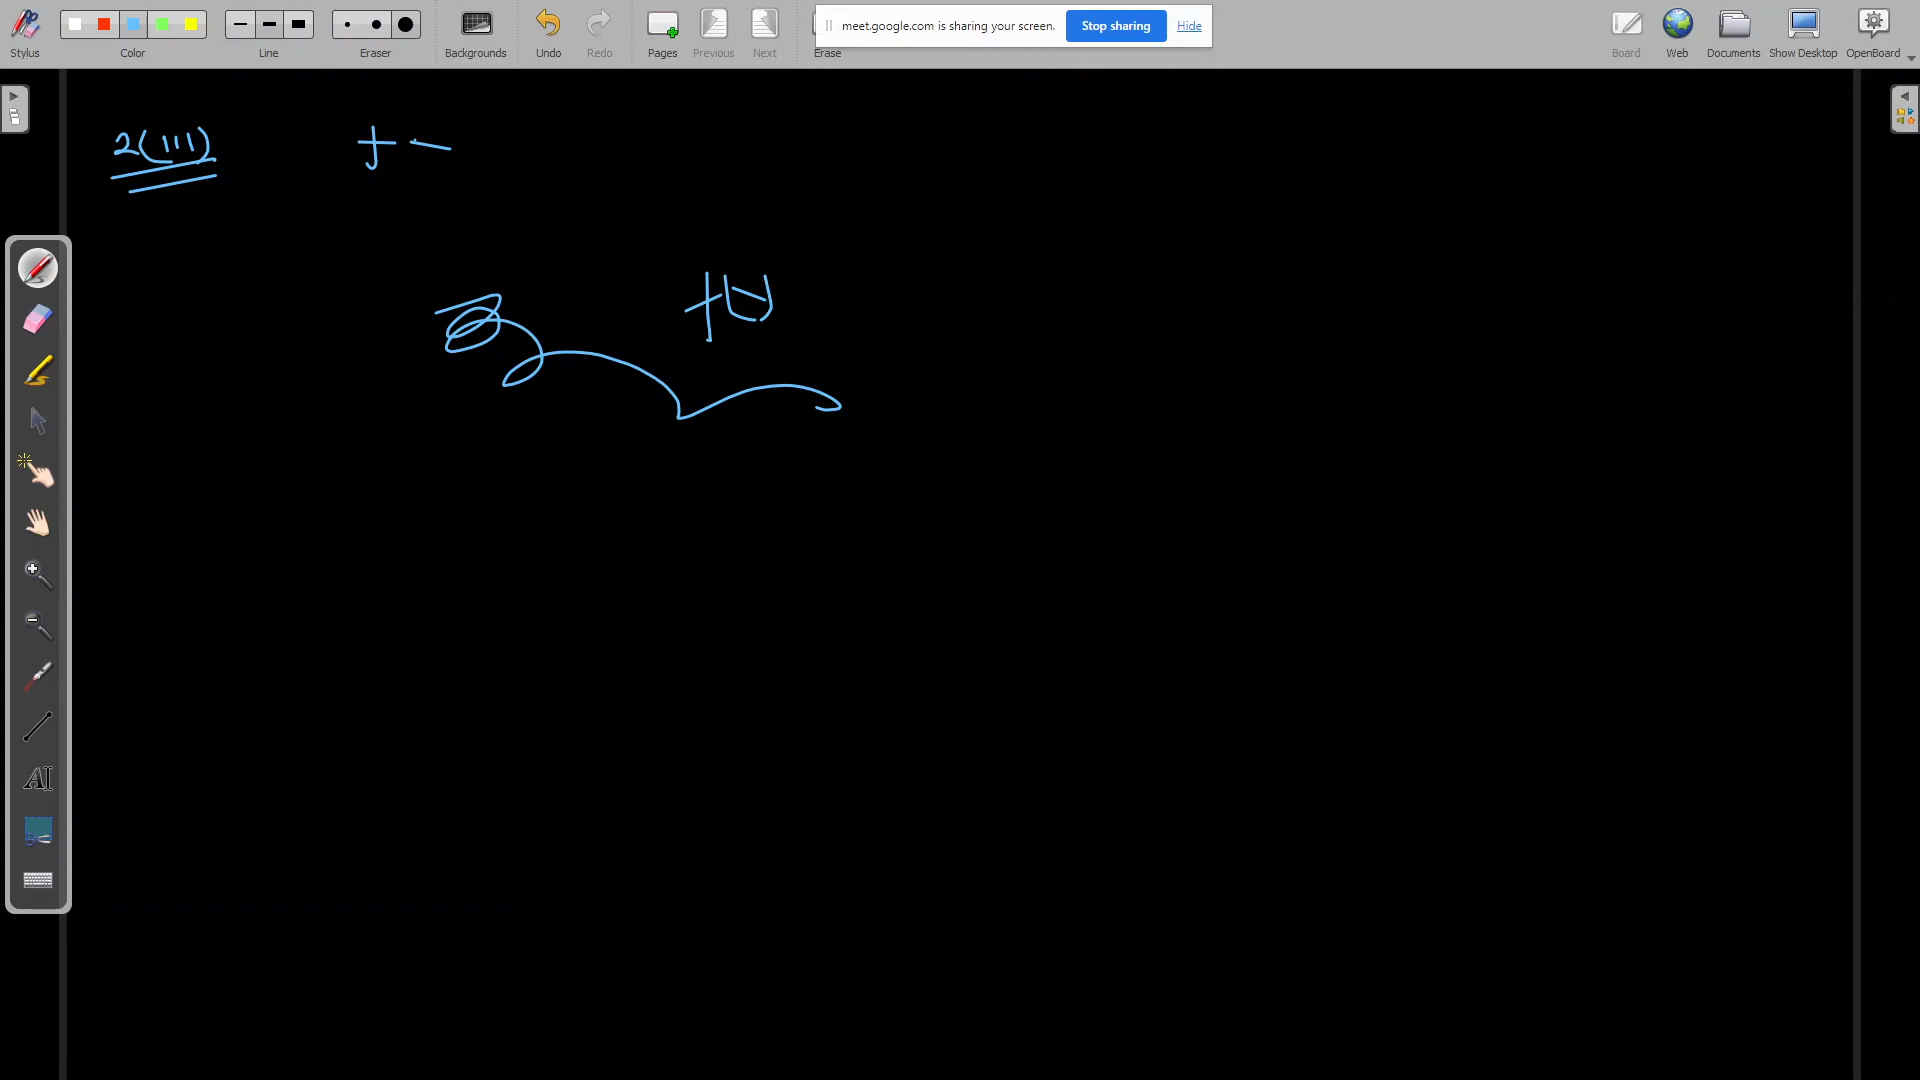 meet.google.com is sharing your screen. Stop sharing Hide
Stylus Color Line Eraser Backgrounds Undo Redo Pages Previous Next Erase Board Web Documents Show Desktop OpenBoard
2(111) + -
+(-)
AI